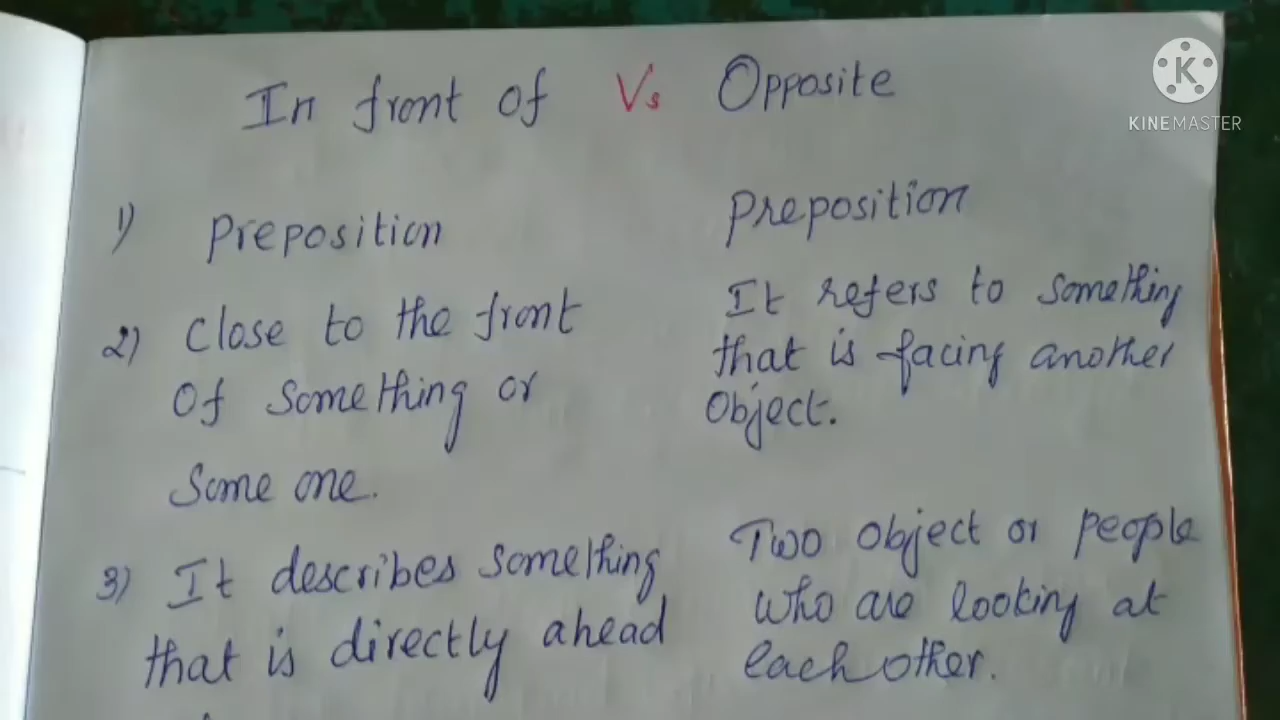 In front of Vs Opposite
KINEMASTER
1) Preposition
Preposition
2) Close to the front
Of Something or
Some one.
It refers to something
that is facing another
Object.
3) It describes something
that is directly ahead
Two object or people
who are looking at
each other.